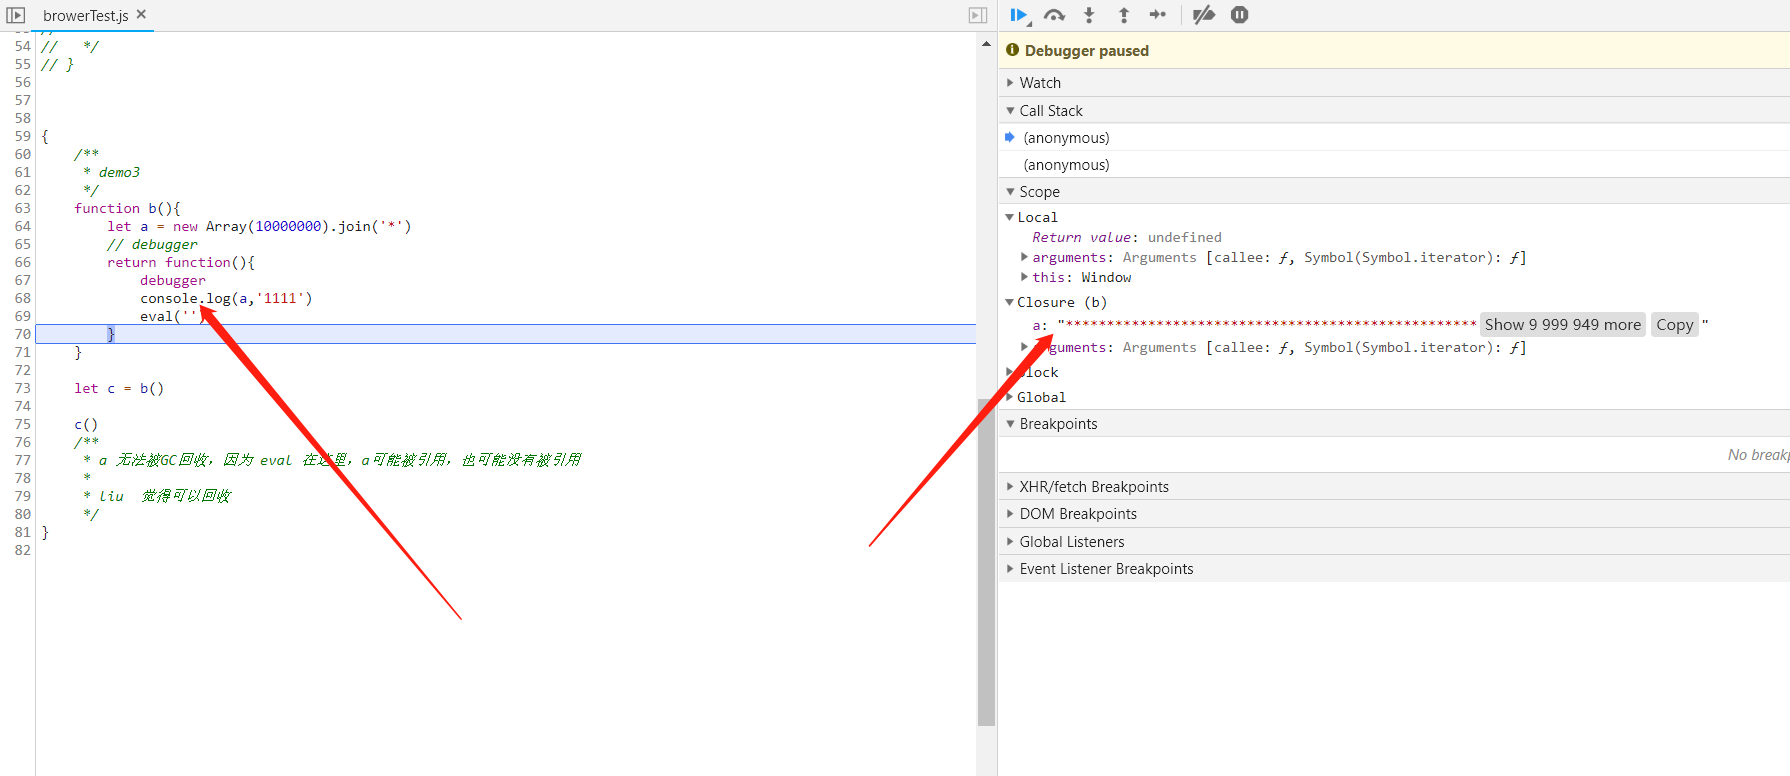 browerTest.js ×
54 //   */
55 // }
56
57
58
59 {
60     /**
61      * demo3
62      */
63     function b(){
64         let a = new Array(10000000).join('*')
65         // debugger
66         return function(){
67             debugger
68             console.log(a,'1111')
69             eval('')
70         }
71     }
72
73     let c = b()
74
75     c()
76     /**
77      * a 无法被GC回收，因为 eval 在这里，a可能被引用，也可能没有被引用
78      *
79      * liu  觉得可以回收
80      */
81 }
82
Debugger paused
Watch
Call Stack
(anonymous)
(anonymous)
Scope
Local
Return value: undefined
arguments: Arguments [callee: ƒ, Symbol(Symbol.iterator): ƒ]
this: Window
Closure (b)
a: "************************************************** Show 9 999 949 more Copy "
arguments: Arguments [callee: ƒ, Symbol(Symbol.iterator): ƒ]
Block
Global
Breakpoints
No breakp
XHR/fetch Breakpoints
DOM Breakpoints
Global Listeners
Event Listener Breakpoints